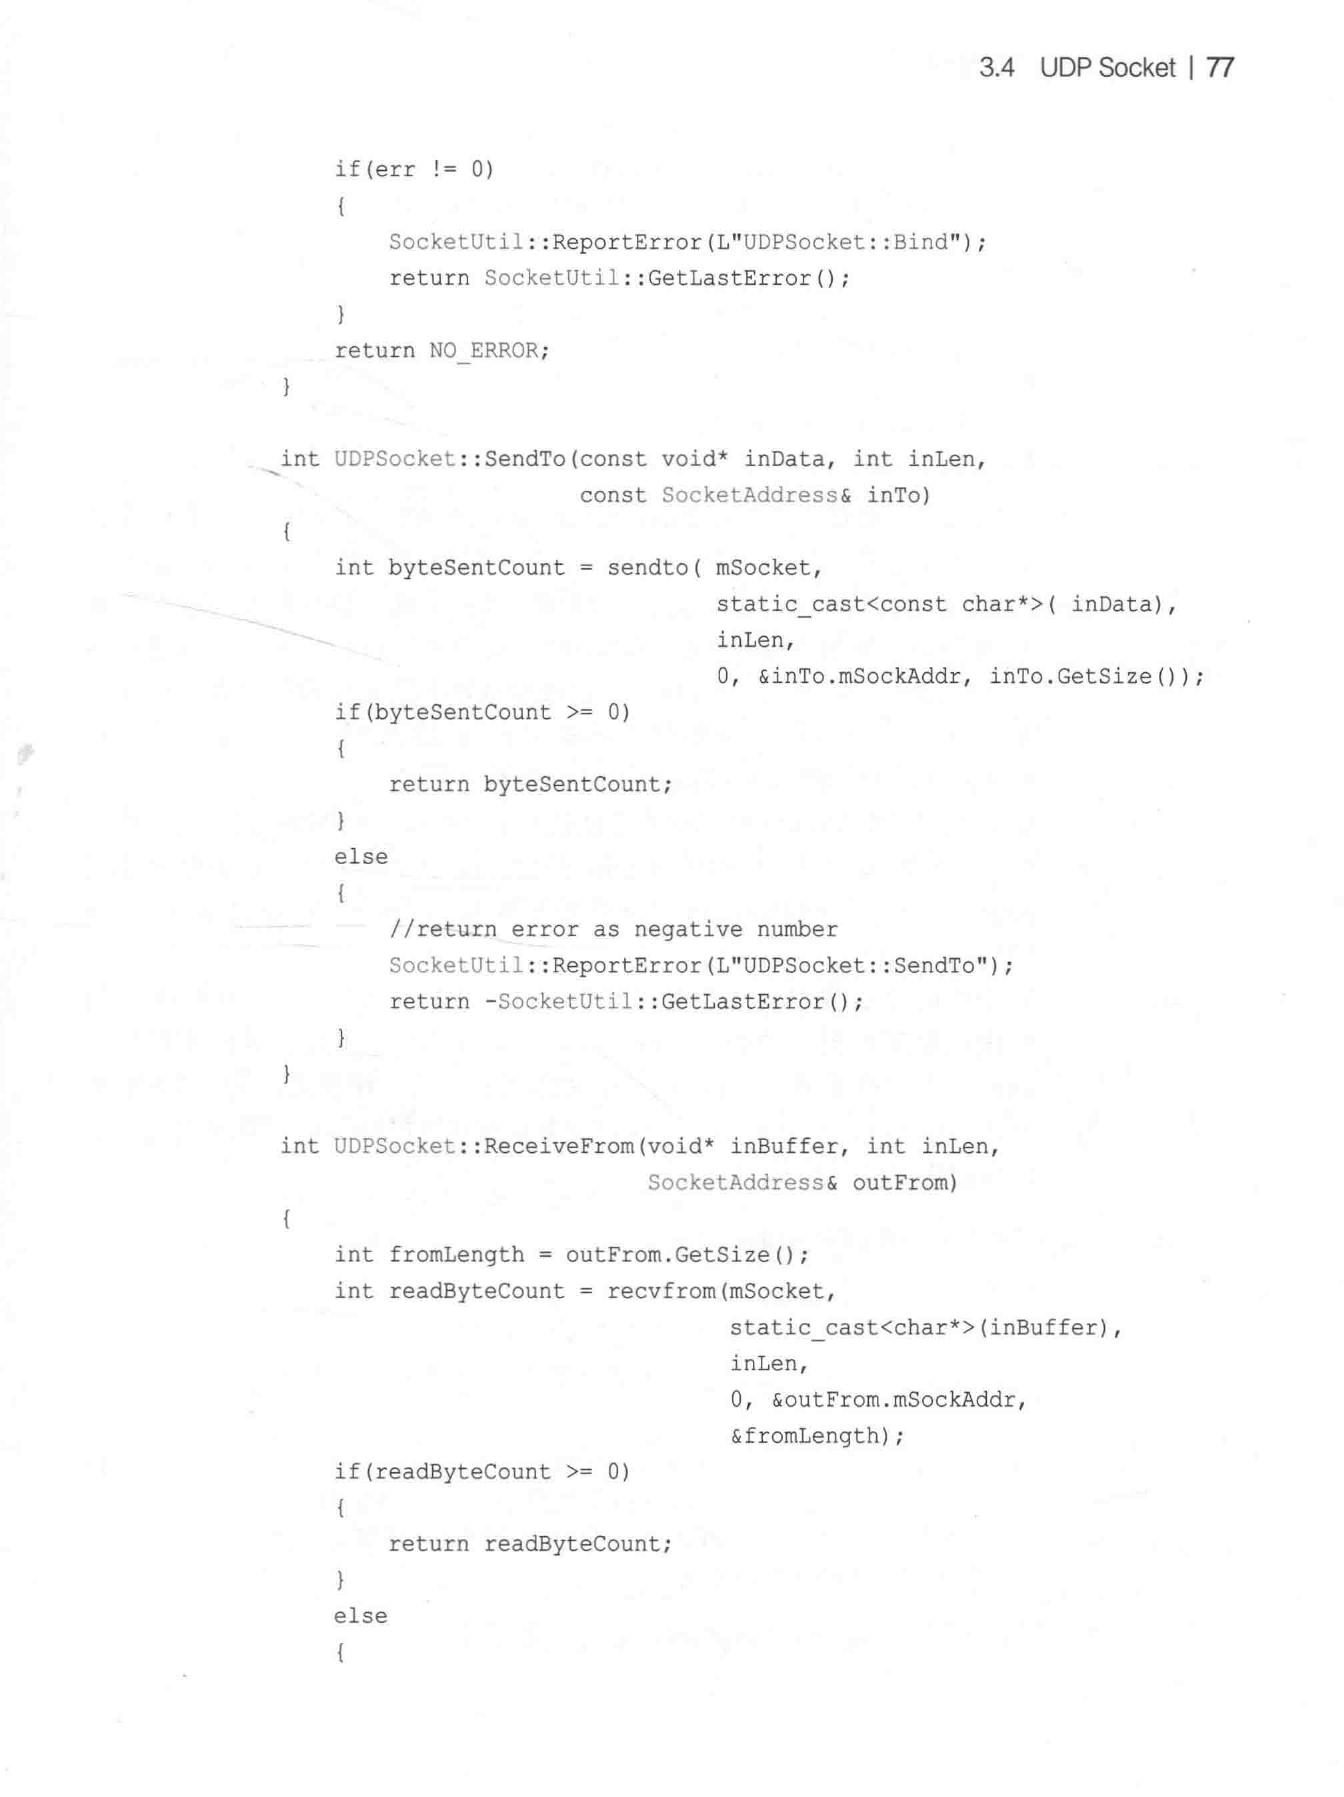 3.4 UDP Socket | 77
if(err != 0)
{
SocketUtil::ReportError(L"UDPSocket::Bind");
return SocketUtil::GetLastError();
}
return NO_ERROR;
}
int UDPSocket::SendTo(const void* inData, int inLen,
const SocketAddress& inTo)
{
int byteSentCount = sendto( mSocket,
static_cast<const char*>( inData),
inLen,
0, &inTo.mSockAddr, inTo.GetSize());
if(byteSentCount >= 0)
{
return byteSentCount;
}
else
{
//return error as negative number
SocketUtil::ReportError(L"UDPSocket::SendTo");
return -SocketUtil::GetLastError();
}
}
int UDPSocket::ReceiveFrom(void* inBuffer, int inLen,
SocketAddress& outFrom)
{
int fromLength = outFrom.GetSize();
int readByteCount = recvfrom(mSocket,
static_cast<char*>(inBuffer),
inLen,
0, &outFrom.mSockAddr,
&fromLength);
if(readByteCount >= 0)
{
return readByteCount;
}
else
{